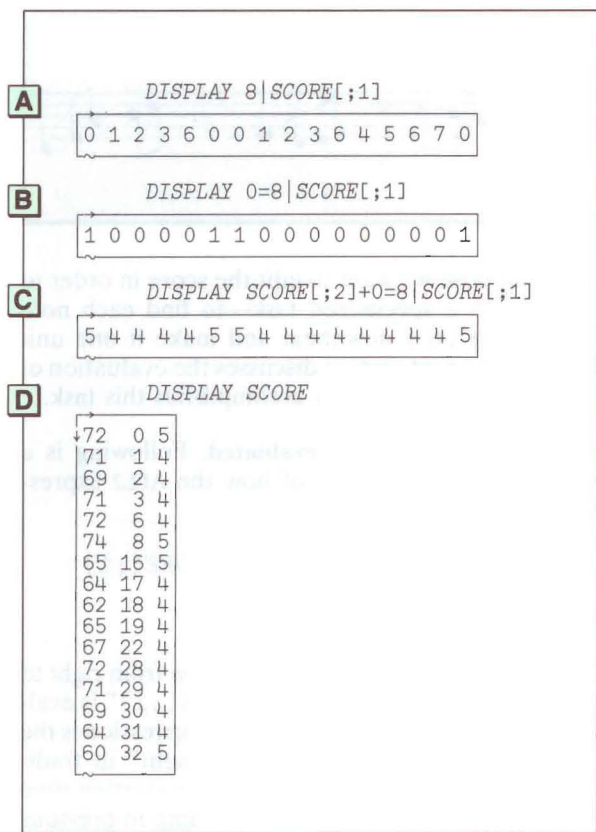 A DISPLAY 8|SCORE[;1]
0 1 2 3 6 0 0 1 2 3 6 4 5 6 7 0
B DISPLAY 0=8|SCORE[;1]
1 0 0 0 0 1 1 0 0 0 0 0 0 0 0 1
C DISPLAY SCORE[;2]+0=8|SCORE[;1]
5 4 4 4 4 5 5 4 4 4 4 4 4 4 4 5
D DISPLAY SCORE
72 0 5
71 1 4
69 2 4
71 3 4
72 6 4
74 8 5
65 16 5
64 17 4
62 18 4
65 19 4
67 22 4
72 28 4
71 29 4
69 30 4
64 31 4
60 32 5